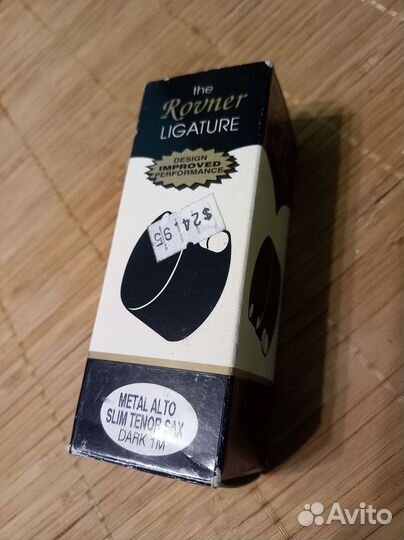 the
Rovner
LIGATURE
DESIGN
IMPROVED
PERFORMANCE
$24.95
METAL ALTO
SLIM TENOR SAX
DARK 1M
Avito